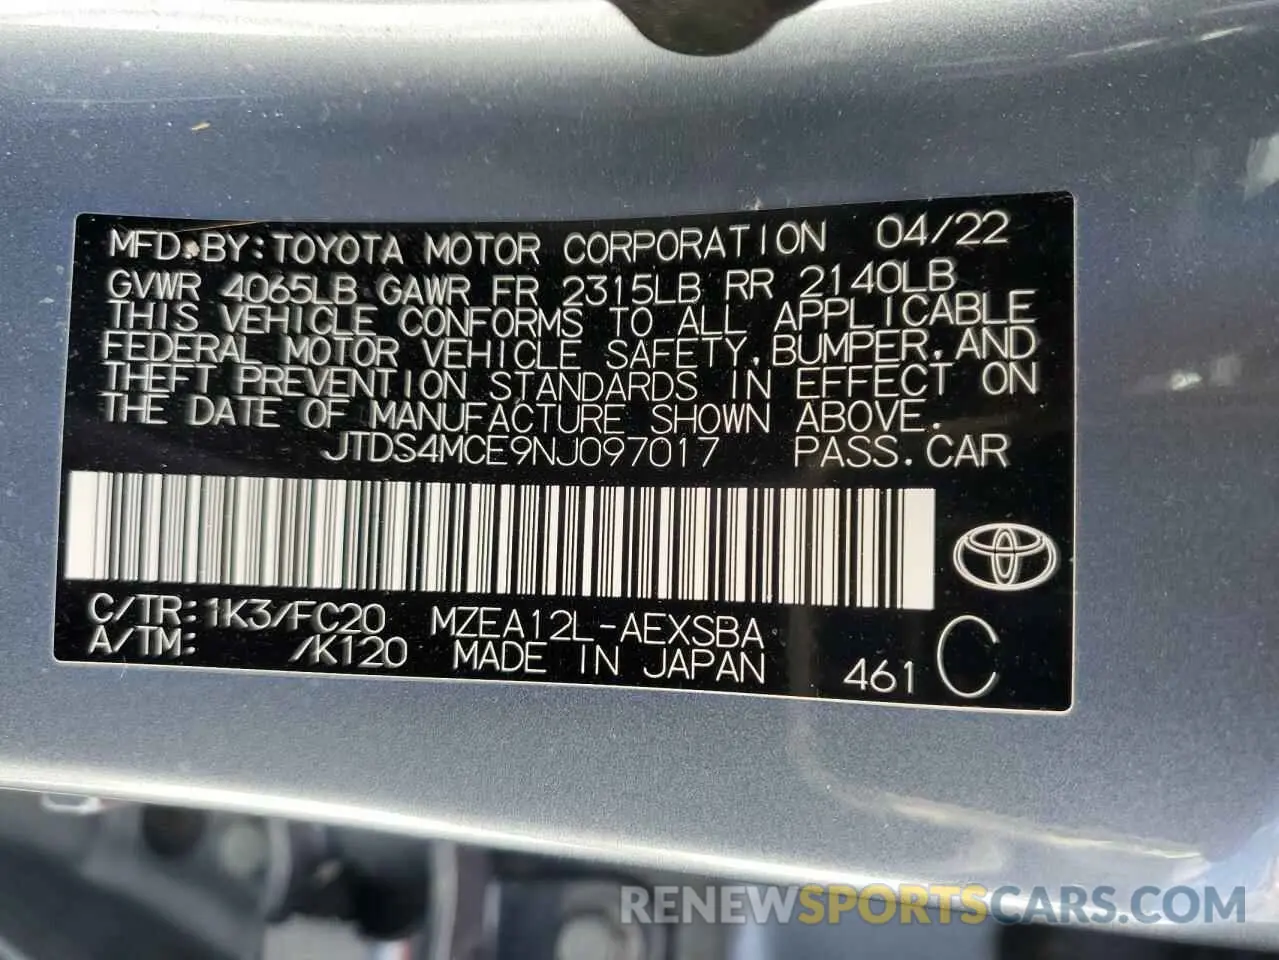 MFD.BY:TOYOTA MOTOR CORPORATION 04/22
GVWR 4065LB GAWR FR 2315LB RR 2140LB
THIS VEHICLE CONFORMS TO ALL APPLICABLE
FEDERAL MOTOR VEHICLE SAFETY,BUMPER,AND
THEFT PREVENTION STANDARDS IN EFFECT ON
THE DATE OF MANUFACTURE SHOWN ABOVE.
JTDS4MCE9NJ097017 PASS.CAR
C/TR:1K3/FC20 MZEA12L-AEXSBA
A/TM: /K120 MADE IN JAPAN 461 C
RENEWSPORTSCARS.COM